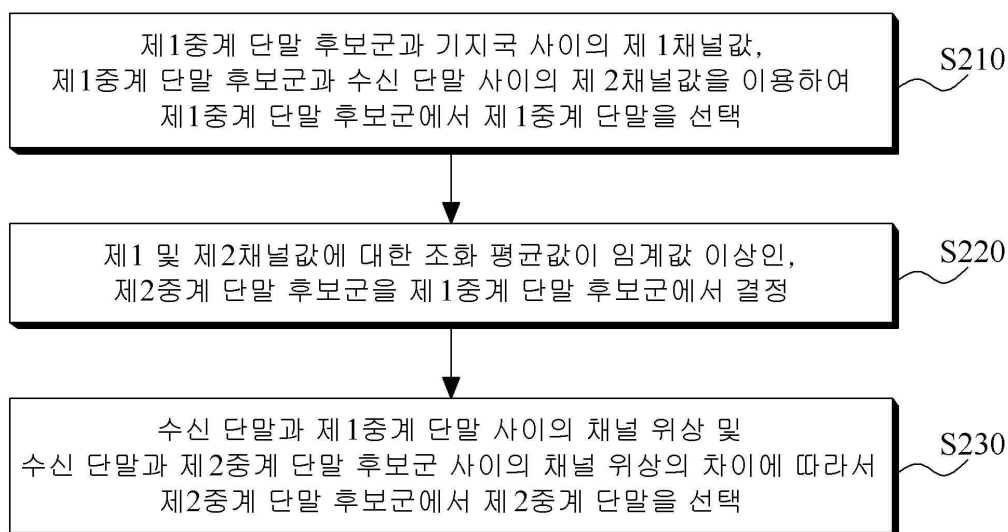 제1중계 단말 후보군과 기지국 사이의 제1채널값,
제1중계 단말 후보군과 수신 단말 사이의 제2채널값을 이용하여
제1중계 단말 후보군에서 제1중계 단말을 선택
S210
제1 및 제2채널값에 대한 조화 평균값이 임계값 이상인,
제2중계 단말 후보군을 제1중계 단말 후보군에서 결정
S220
수신 단말과 제1중계 단말 사이의 채널 위상 및
수신 단말과 제2중계 단말 후보군 사이의 채널 위상의 차이에 따라서
제2중계 단말 후보군에서 제2중계 단말을 선택
S230